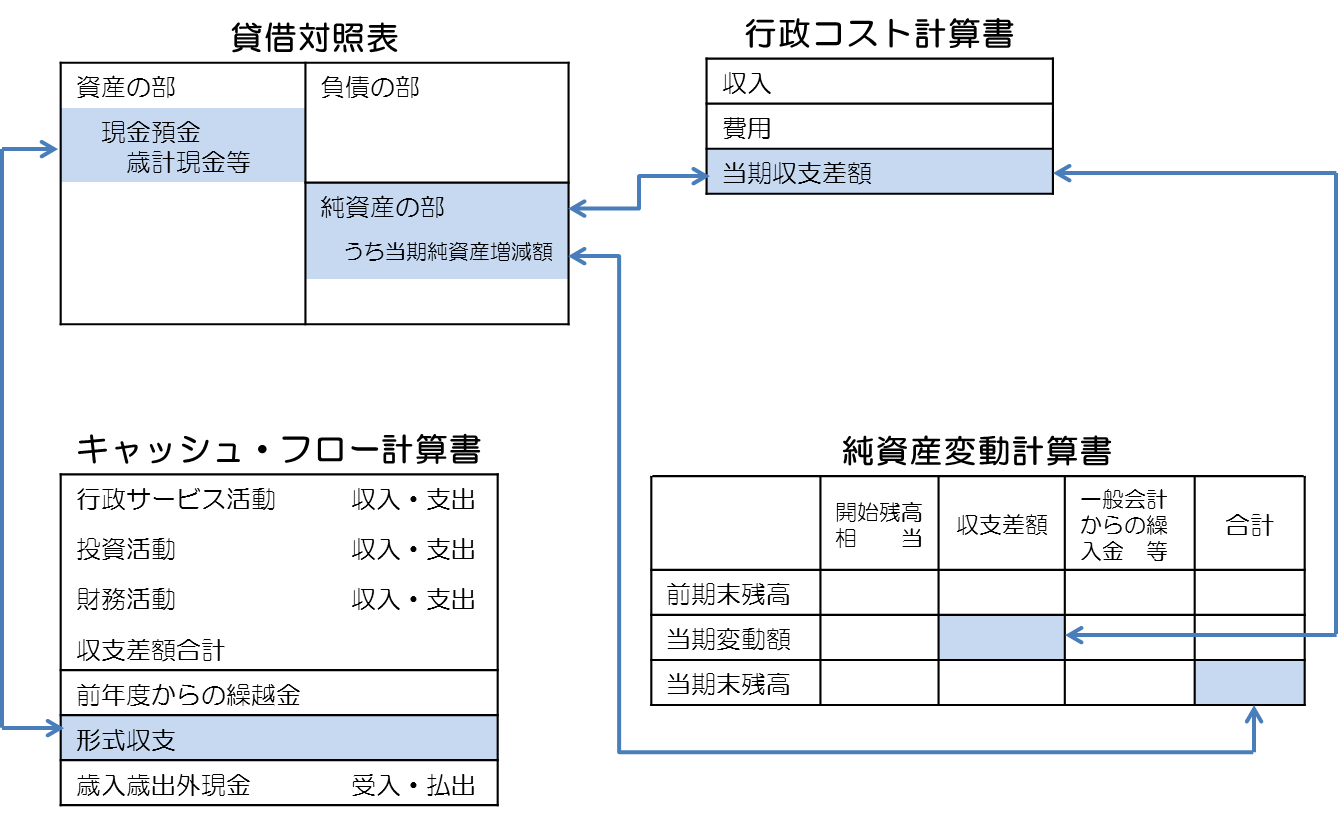 貸借対照表
資産の部
現金預金
歳計現金等
負債の部
純資産の部
うち当期純資産増減額
行政コスト計算書
収入
費用
当期収支差額
キャッシュ・フロー計算書
行政サービス活動　収入・支出
投資活動　収入・支出
財務活動　収入・支出
収支差額合計
前年度からの繰越金
形式収支
歳入歳出外現金　受入・払出
純資産変動計算書
開始残高
相　当
収支差額
一般会計
からの繰
入金　等
合計
前期末残高
当期変動額
当期末残高